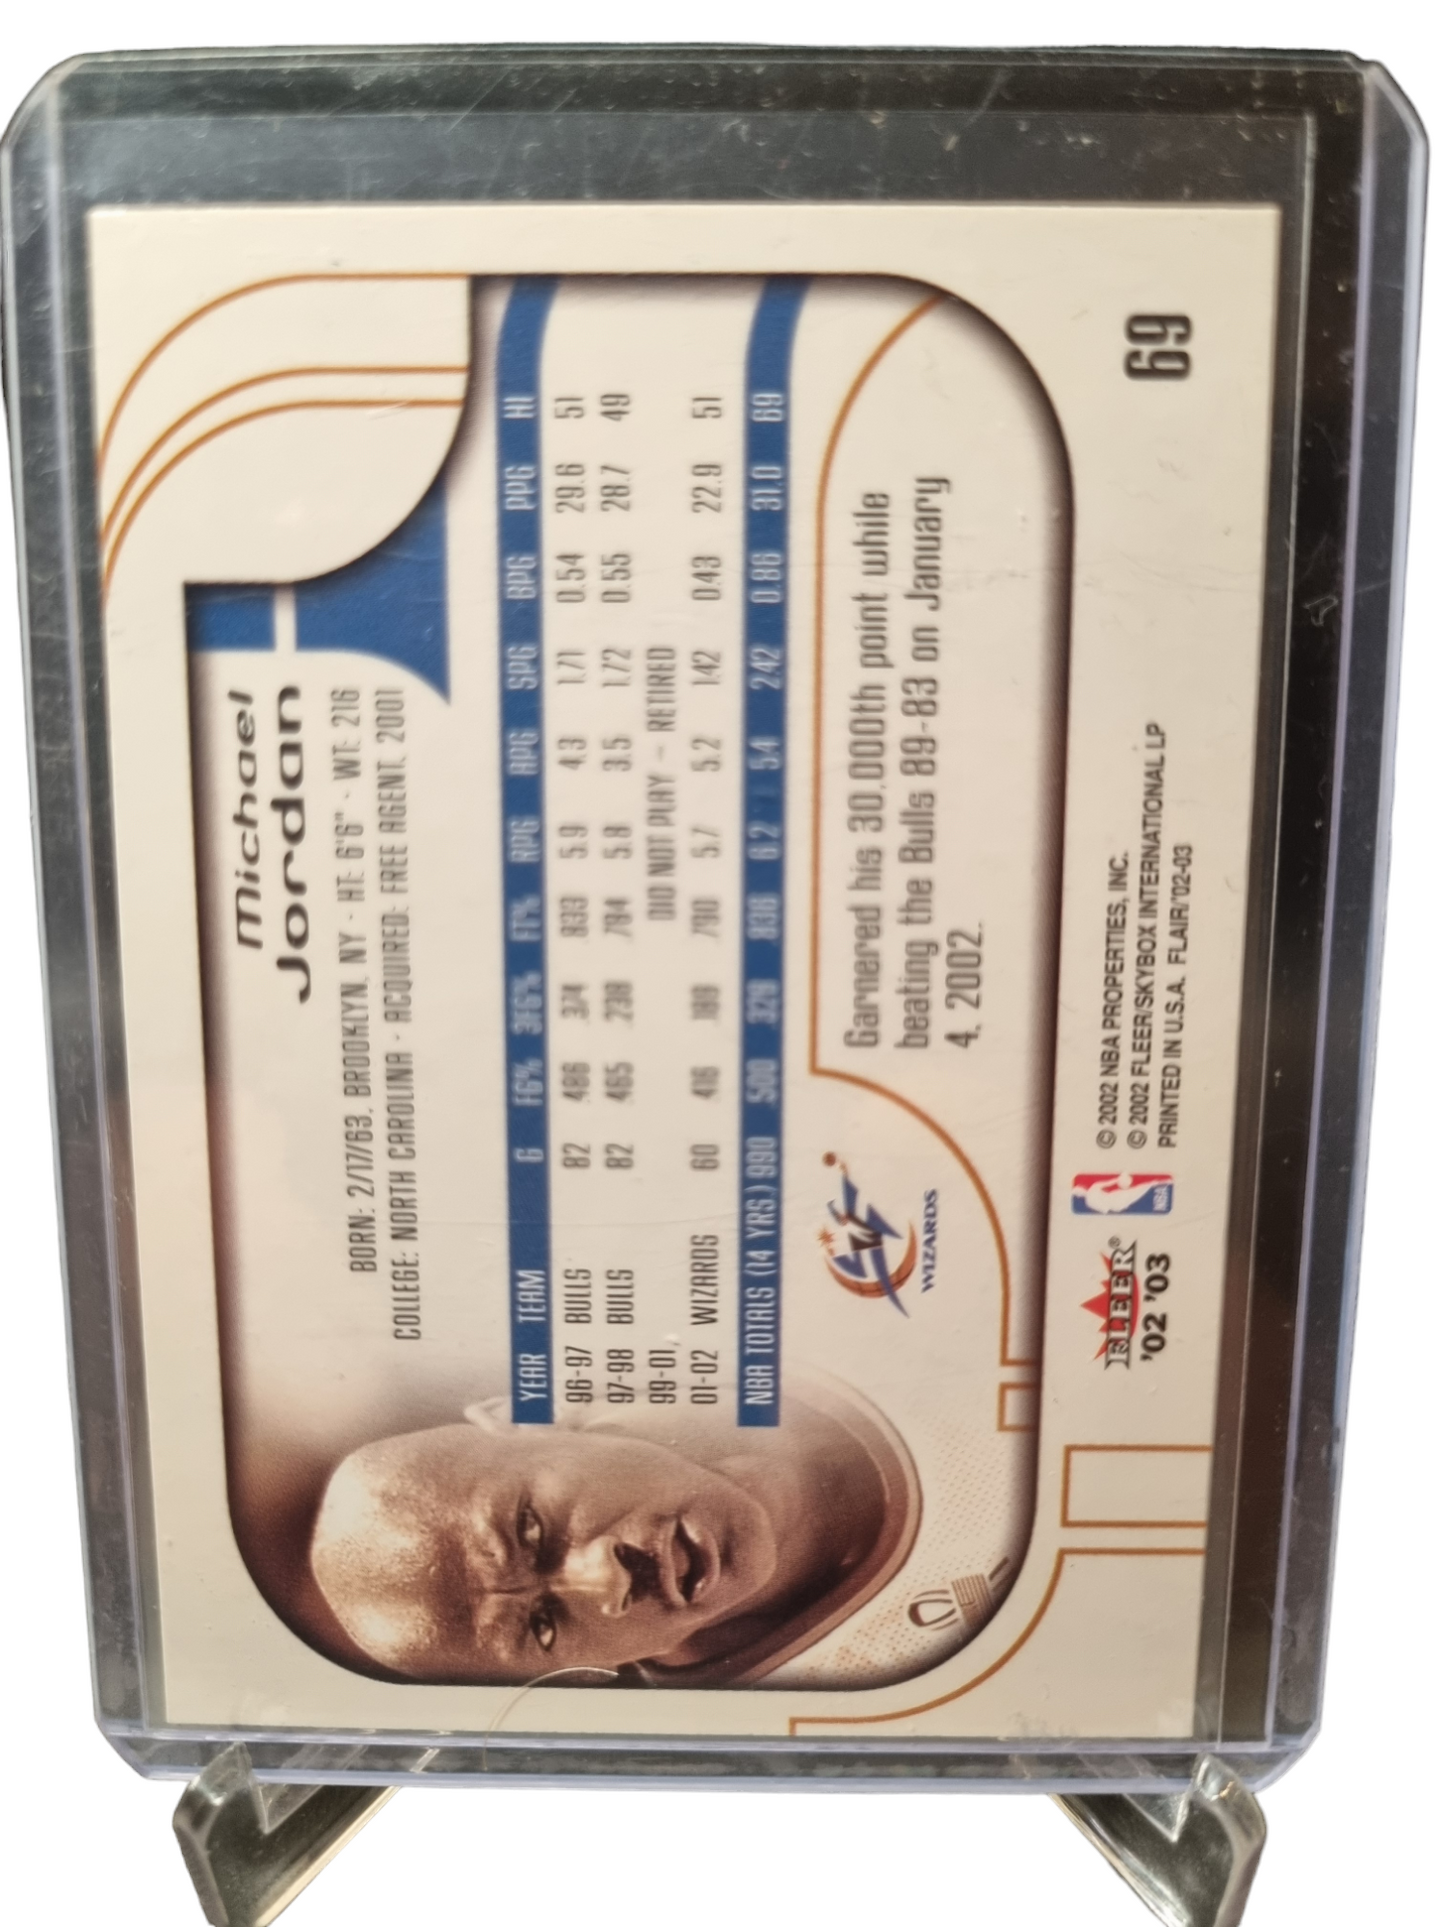 Michael
Jordan
BORN: 2/17/63, BROOKLYN, NY - HT: 6'6" - WT: 216
COLLEGE: NORTH CAROLINA - ACQUIRED: FREE AGENT, 2001
YEAR TEAM G FG% 3FG% FT% RPG APG SPG BPG PPG HI
96-97 BULLS 82 .486 .374 .833 5.9 4.3 1.71 0.54 29.6 51
97-98 BULLS 82 .465 .238 .784 5.8 3.5 1.72 0.55 28.7 49
99-01, DID NOT PLAY - RETIRED
01-02 WIZARDS 60 .416 .189 .790 5.7 5.2 1.42 0.43 22.9 51
NBA TOTALS (14 YRS.) 990 .500 .329 .836 6.2 5.4 2.42 0.86 31.0 69
WIZARDS
Garnered his 30,000th point while
beating the Bulls 89-83 on January
4, 2002.
FLEER®
'02 '03
NBA
© 2002 NBA PROPERTIES, INC.
© 2002 FLEER/SKYBOX INTERNATIONAL LP
PRINTED IN U.S.A. FLAIR/'02-03
69